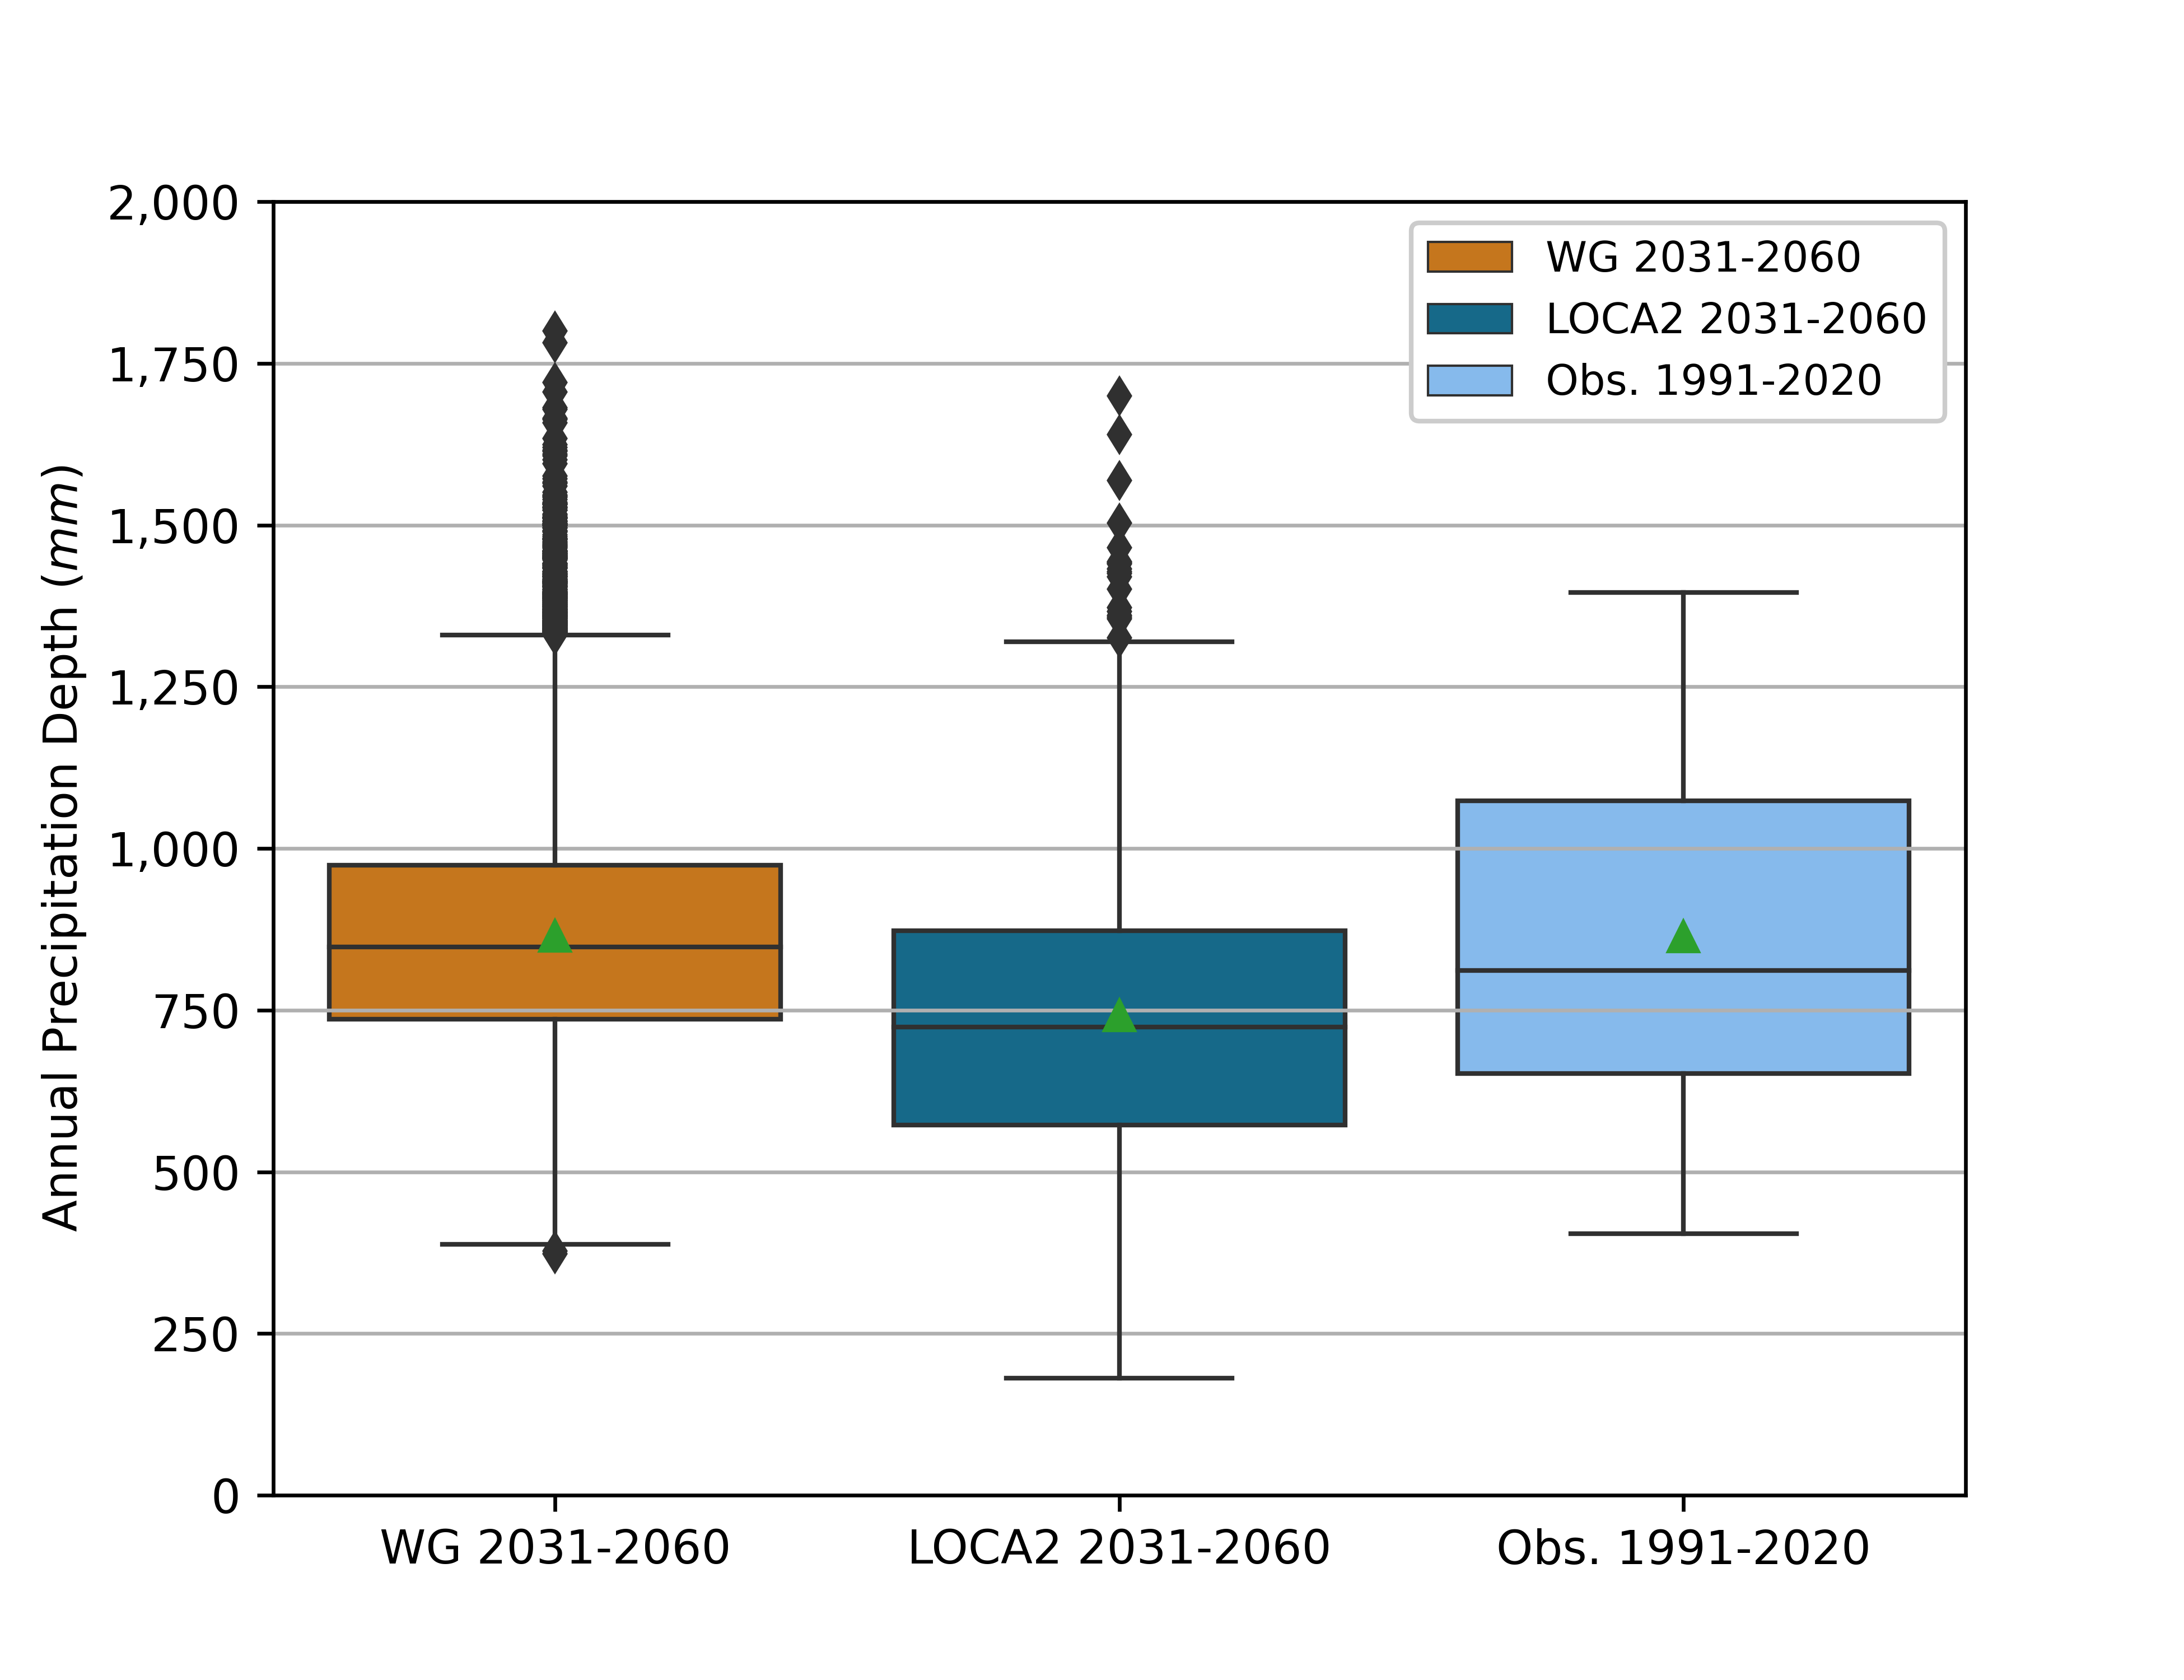 2,000
1,750
1,500
1,250
1,000
750
500
250
0
Annual Precipitation Depth (mm)
WG 2031-2060
LOCA2 2031-2060
Obs. 1991-2020
WG 2031-2060
LOCA2 2031-2060
Obs. 1991-2020